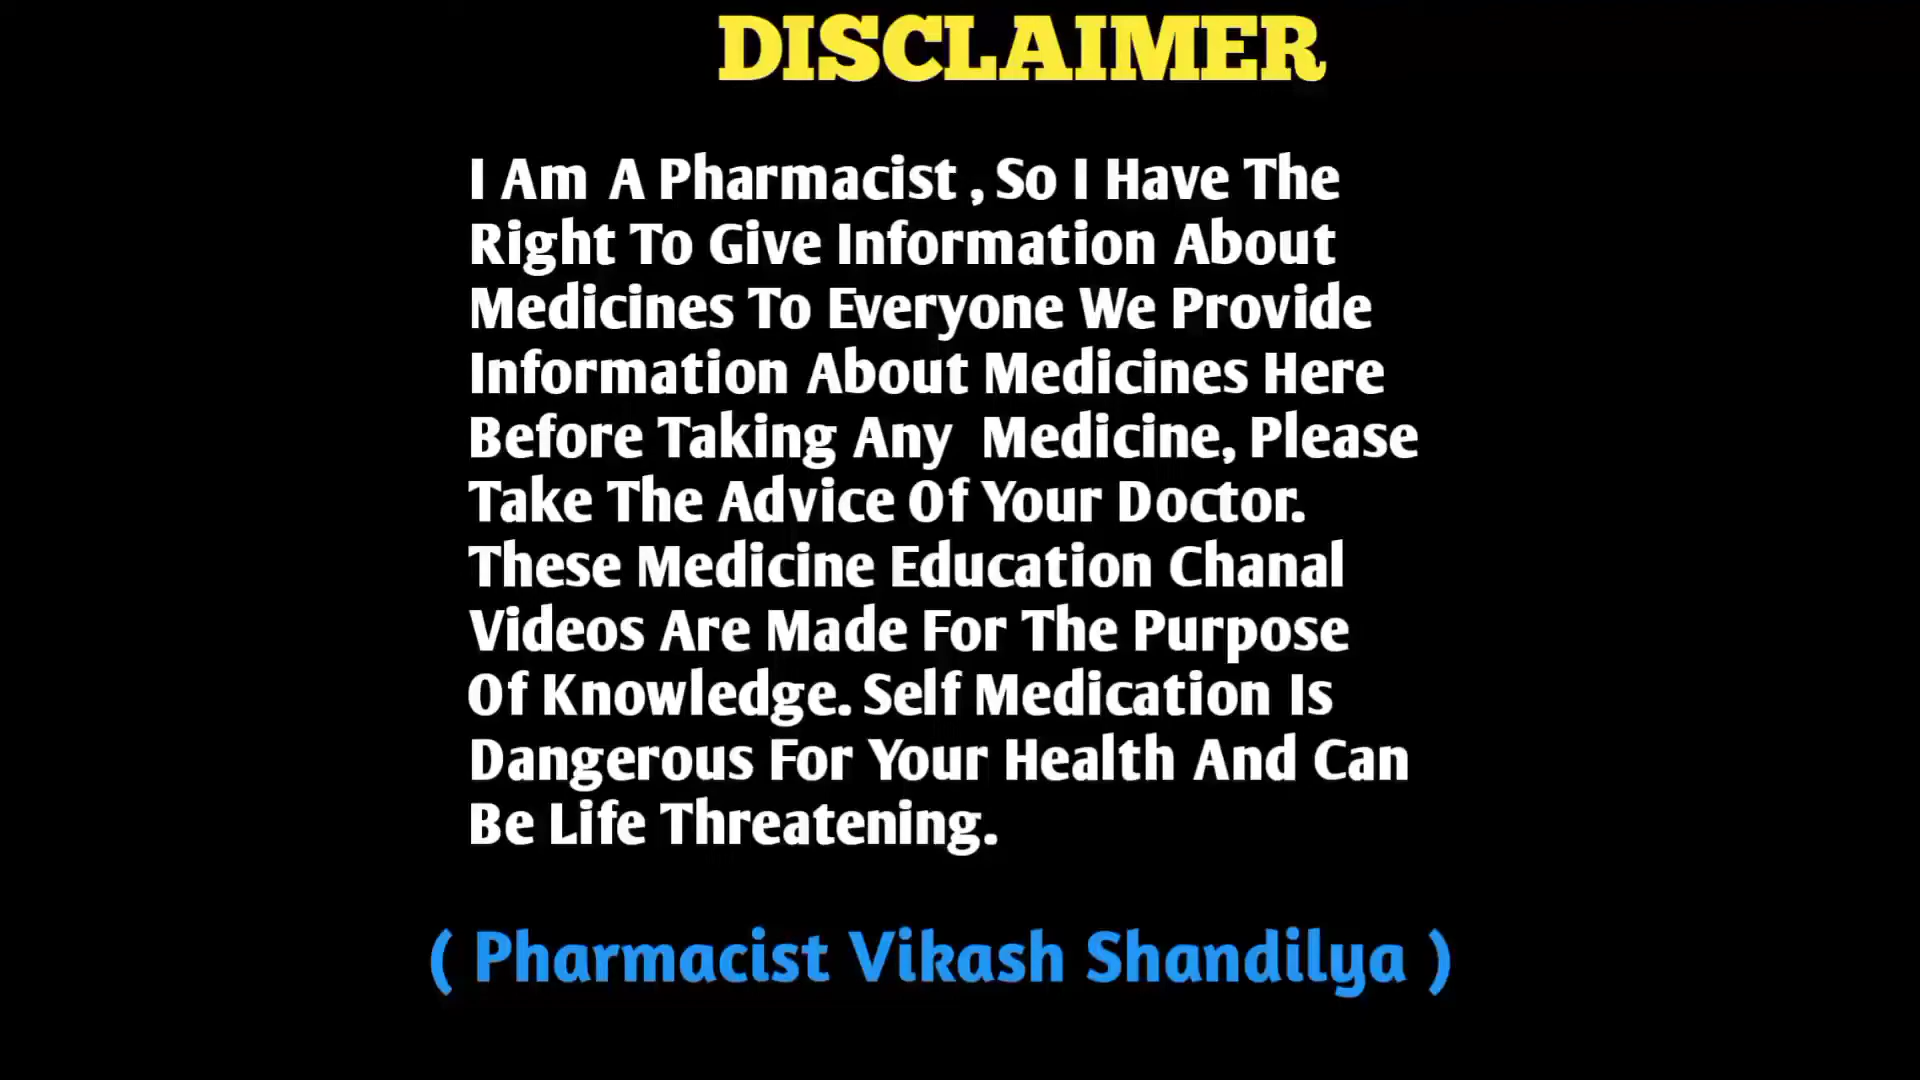 DISCLAIMER
I Am A Pharmacist , So I Have The
Right To Give Information About
Medicines To Everyone We Provide
Information About Medicines Here
Before Taking Any Medicine, Please
Take The Advice Of Your Doctor.
These Medicine Education Chanal
Videos Are Made For The Purpose
Of Knowledge. Self Medication Is
Dangerous For Your Health And Can
Be Life Threatening.
( Pharmacist Vikash Shandilya )